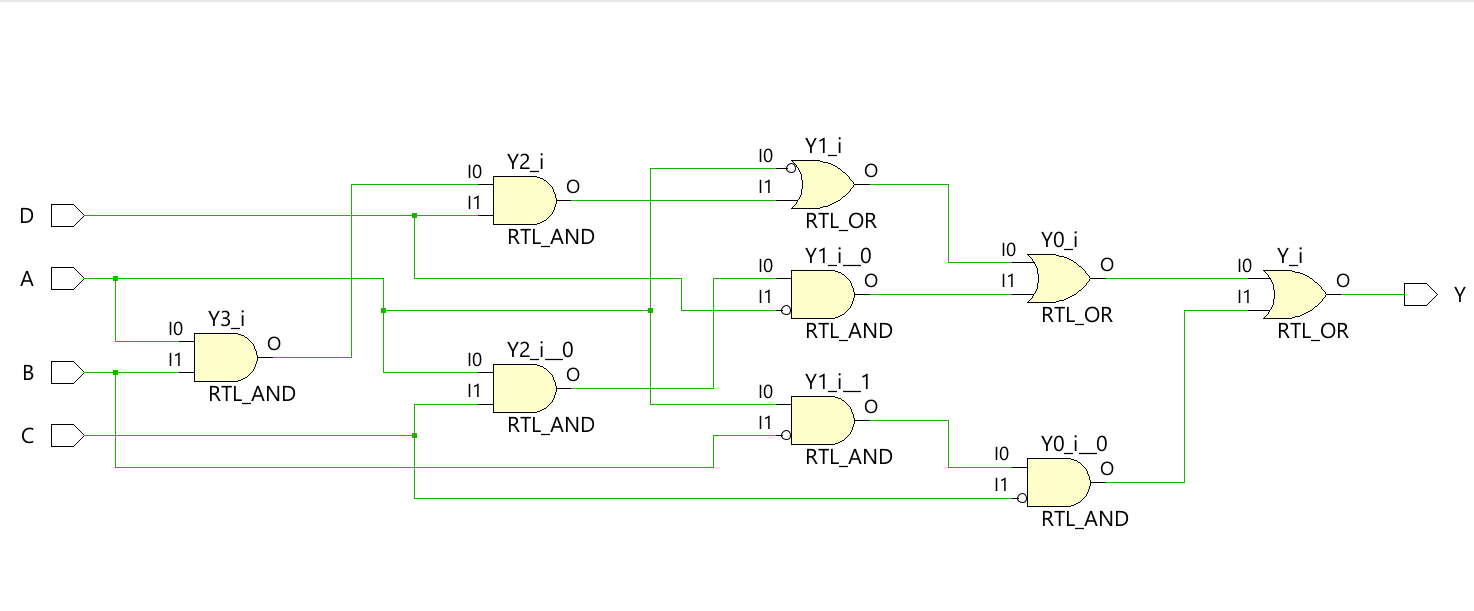 D
A
B
C
I0
I1
Y3_i
O
RTL_AND
I0
I1
Y2_i
O
RTL_AND
I0
I1
Y2_i__0
O
RTL_AND
I0
I1
Y1_i
O
RTL_OR
I0
I1
Y1_i__0
O
RTL_AND
I0
I1
Y1_i__1
O
RTL_AND
I0
I1
Y0_i
O
RTL_OR
I0
I1
Y0_i__0
O
RTL_AND
I0
I1
Y_i
O
RTL_OR
Y